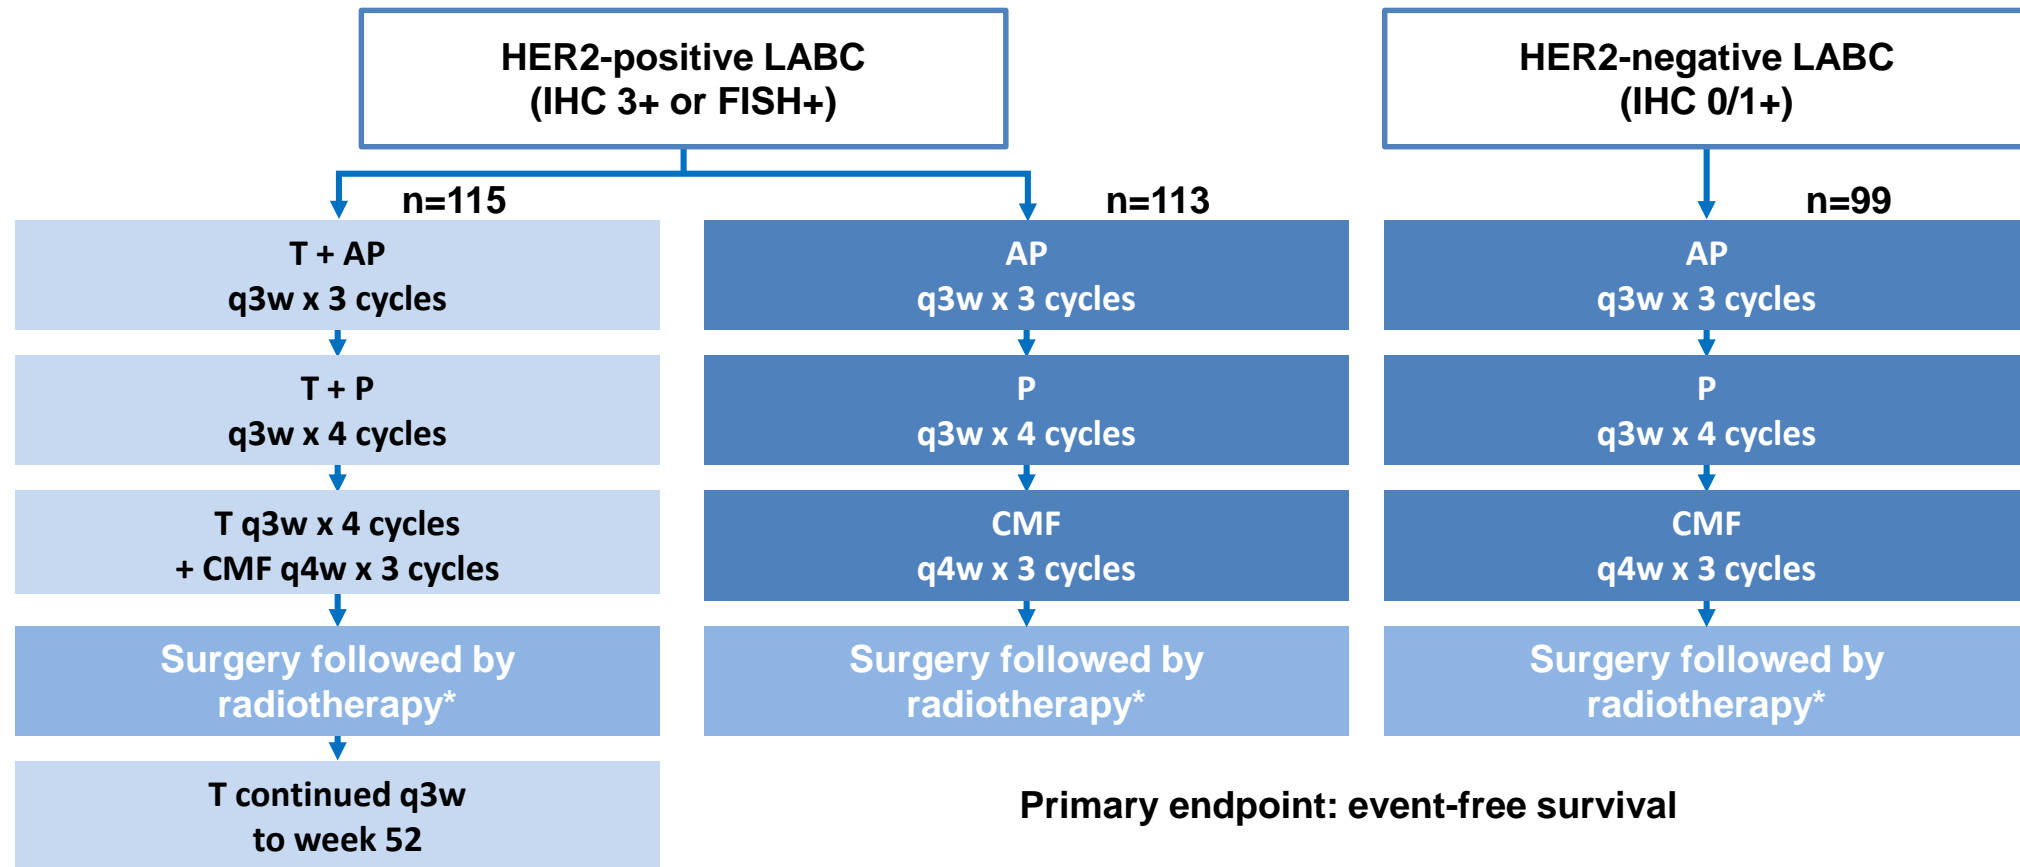 HER2-positive LABC
(IHC 3+ or FISH+)
HER2-negative LABC
(IHC 0/1+)
n=115
n=113
n=99
T + AP
q3w x 3 cycles
AP
q3w x 3 cycles
AP
q3w x 3 cycles
T + P
q3w x 4 cycles
P
q3w x 4 cycles
P
q3w x 4 cycles
T q3w x 4 cycles
+ CMF q4w x 3 cycles
CMF
q4w x 3 cycles
CMF
q4w x 3 cycles
Surgery followed by
radiotherapy*
Surgery followed by
radiotherapy*
Surgery followed by
radiotherapy*
T continued q3w
to week 52
Primary endpoint: event-free survival